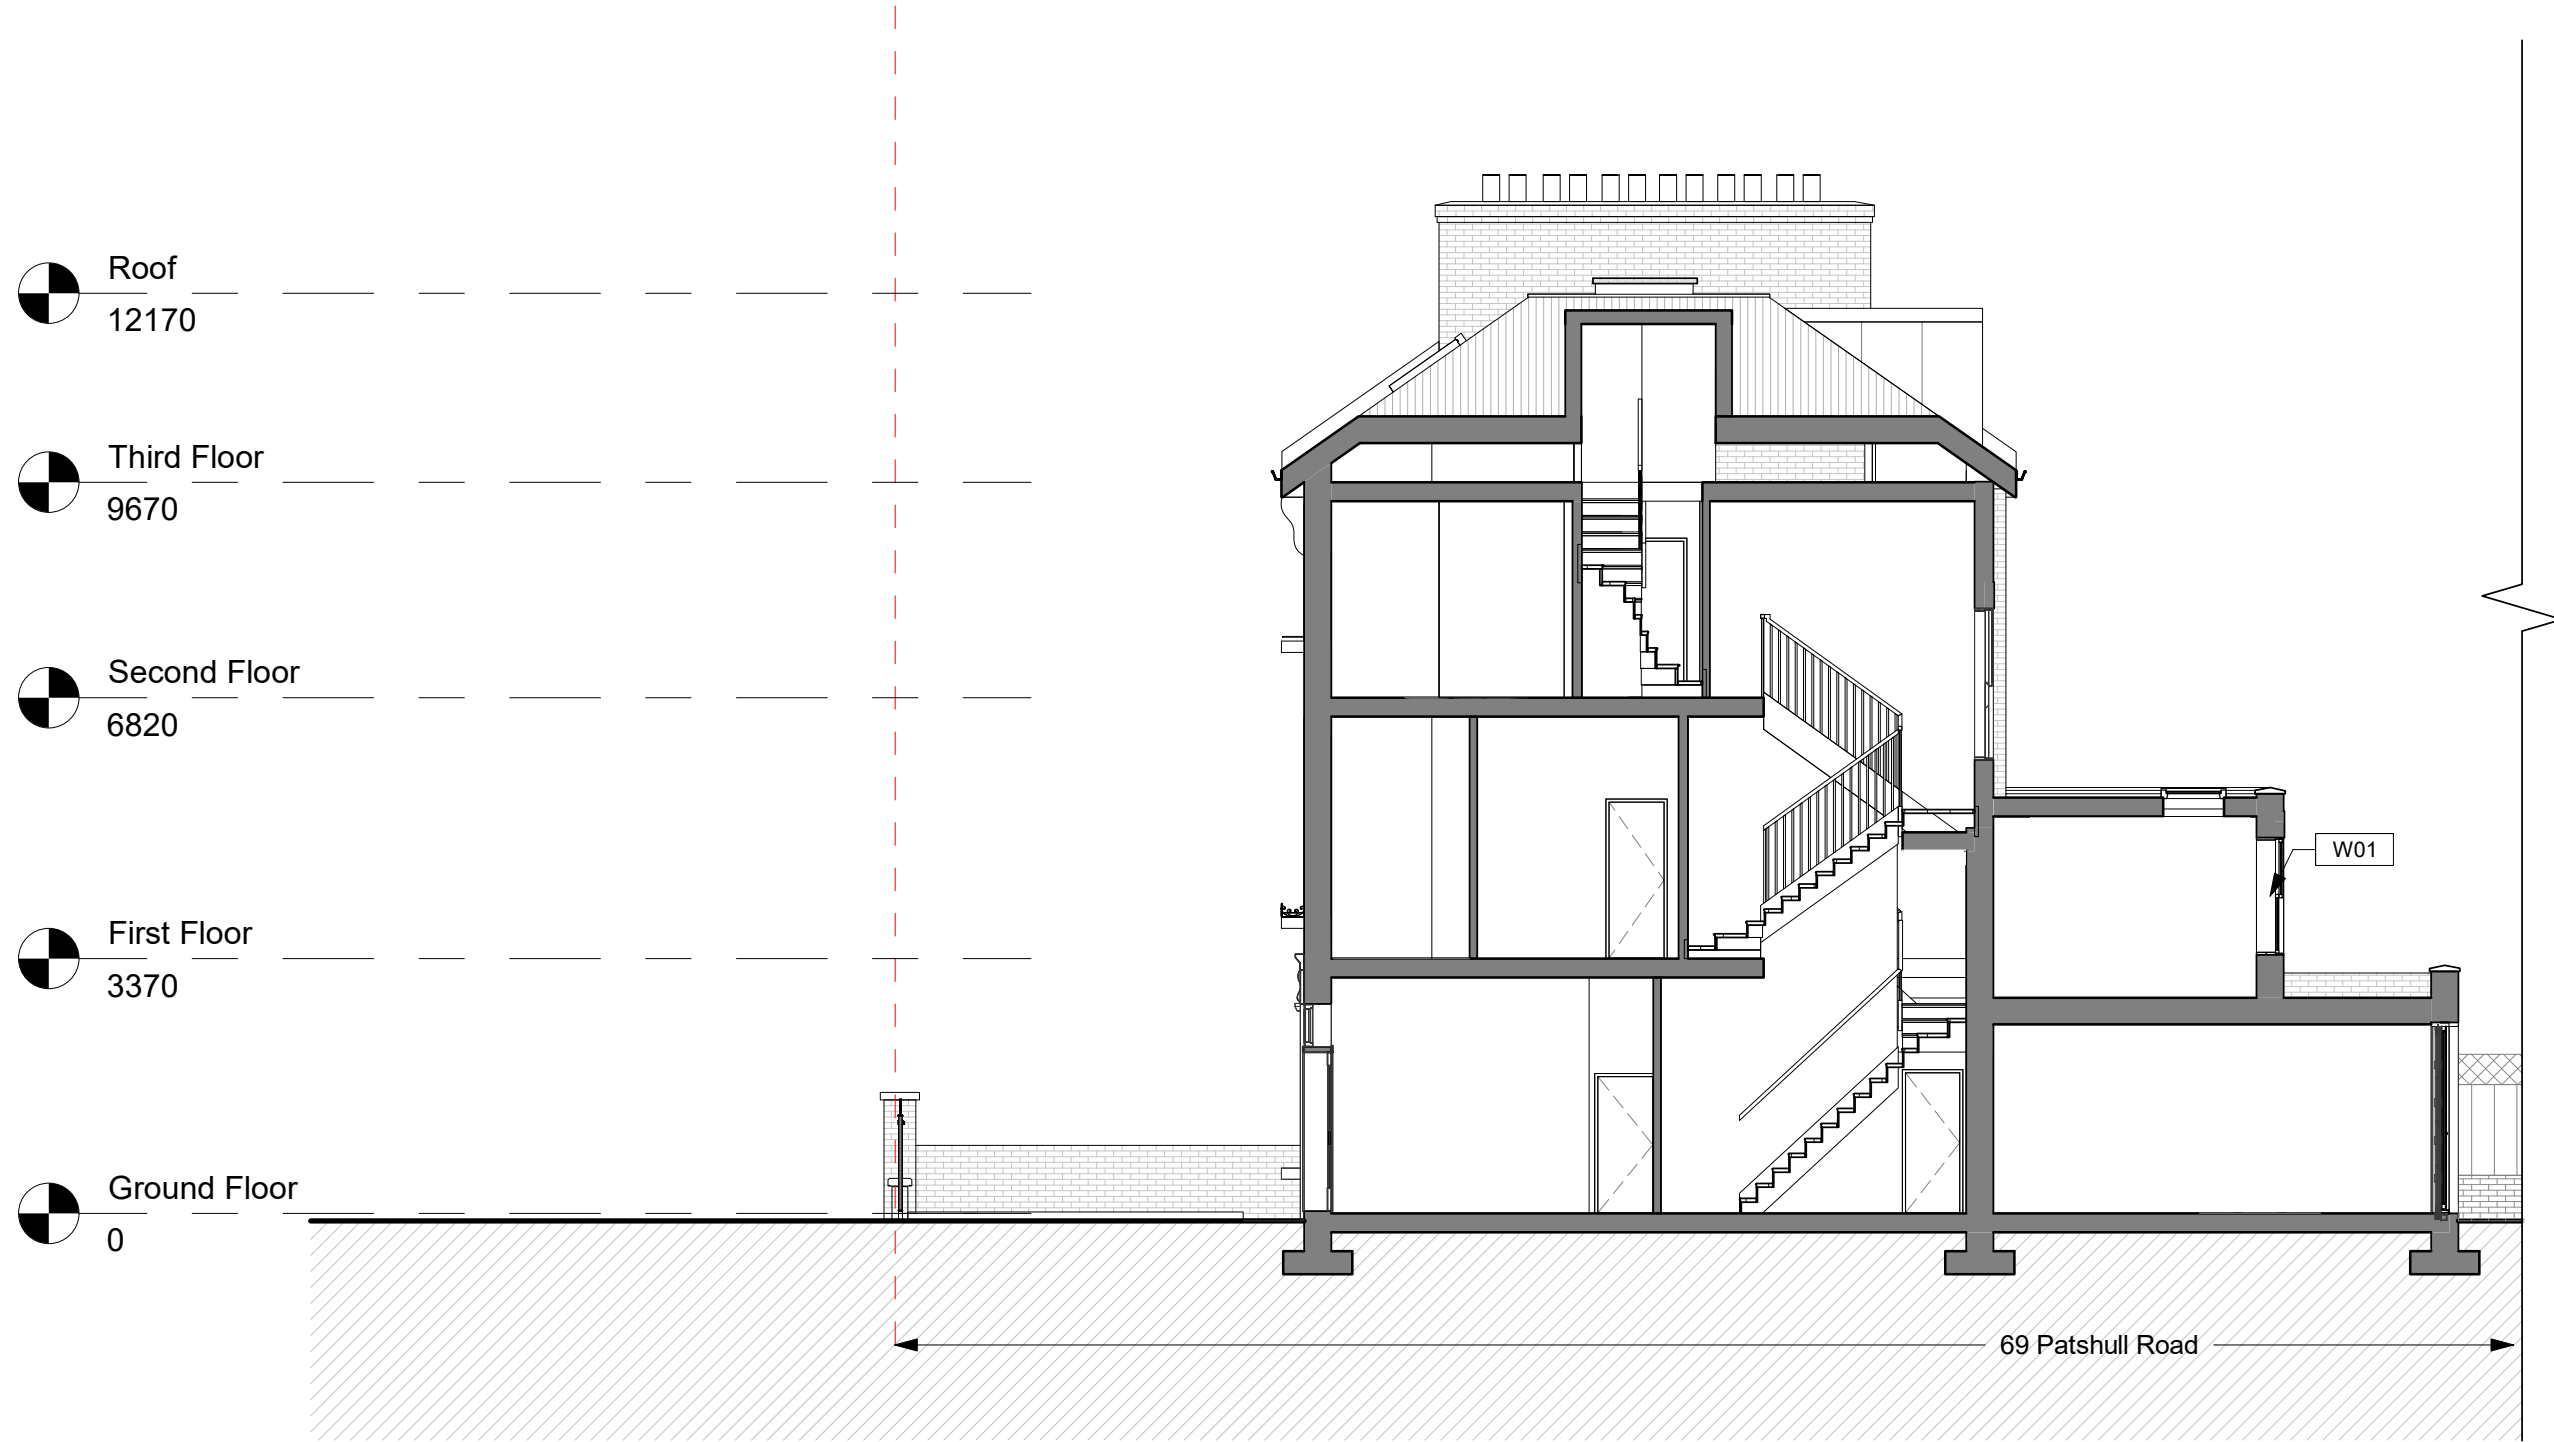 Roof
12170
Third Floor
9670
Second Floor
6820
W01
First Floor
3370
Ground Floor
0
69 Patshull Road